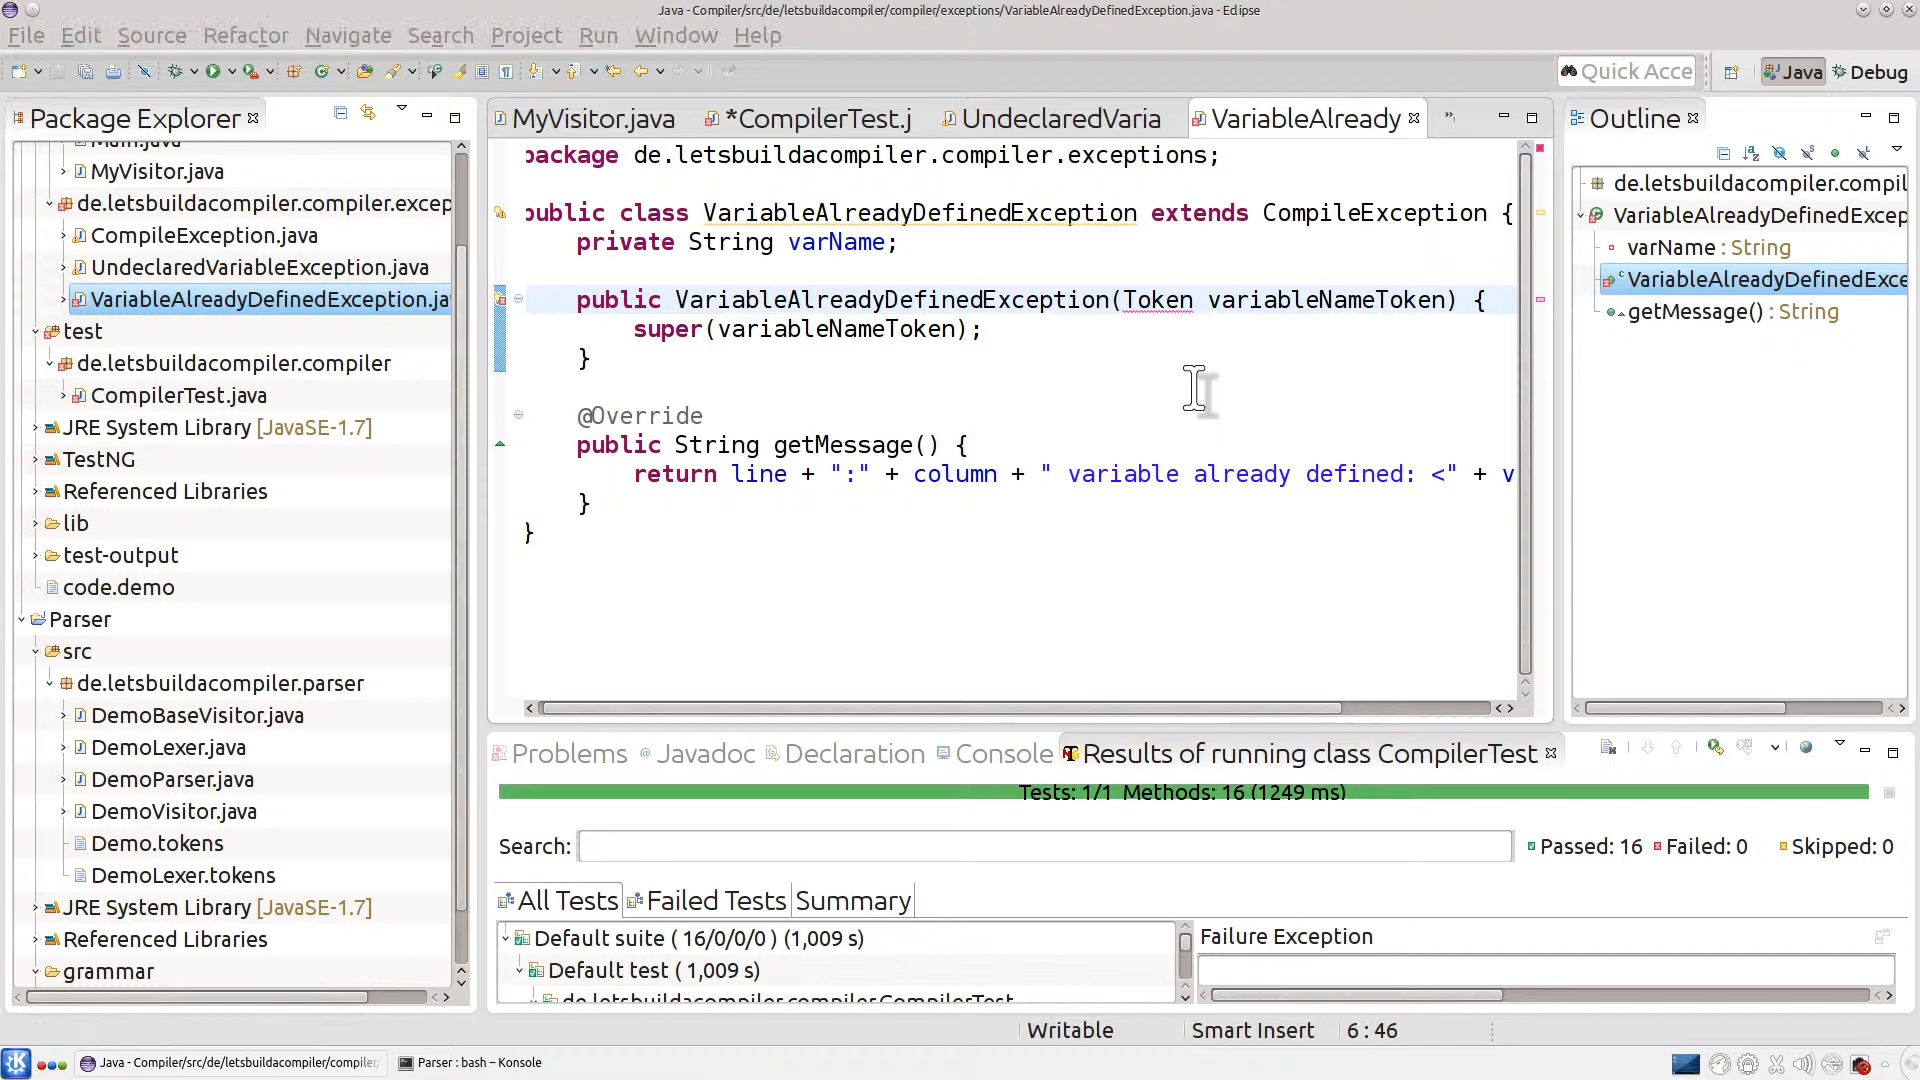 Java - Compiler/src/de/letsbuildacompiler/compiler/exceptions/VariableAlreadyDefinedException.java - Eclipse
File Edit Source Refactor Navigate Search Project Run Window Help
Quick Acce
Java
Debug
Package Explorer
Main.java
MyVisitor.java
de.letsbuildacompiler.compiler.excep
CompileException.java
UndeclaredVariableException.java
VariableAlreadyDefinedException.ja
test
de.letsbuildacompiler.compiler
CompilerTest.java
JRE System Library [JavaSE-1.7]
TestNG
Referenced Libraries
lib
test-output
code.demo
Parser
src
de.letsbuildacompiler.parser
DemoBaseVisitor.java
DemoLexer.java
DemoParser.java
DemoVisitor.java
Demo.tokens
DemoLexer.tokens
JRE System Library [JavaSE-1.7]
Referenced Libraries
grammar
MyVisitor.java *CompilerTest.j UndeclaredVaria VariableAlready
package de.letsbuildacompiler.compiler.exceptions;
public class VariableAlreadyDefinedException extends CompileException {
private String varName;
public VariableAlreadyDefinedException(Token variableNameToken) {
super(variableNameToken);
}
@Override
public String getMessage() {
return line + ":" + column + " variable already defined: <" + v
}
}
Outline
de.letsbuildacompil
VariableAlreadyDefinedExcep
varName : String
VariableAlreadyDefinedExce
getMessage() : String
Problems @ Javadoc Declaration Console Results of running class CompilerTest
Tests: 1/1 Methods: 16 (1249 ms)
Search:
Passed: 16 Failed: 0 Skipped: 0
All Tests Failed Tests Summary
Default suite ( 16/0/0/0 ) (1,009 s)
Default test ( 1,009 s)
de.letsbuildacompiler.compiler.CompilerTest
Failure Exception
Writable
Smart Insert
6 : 46
Java - Compiler/src/de/letsbuildacompiler/compiler/
Parser : bash – Konsole